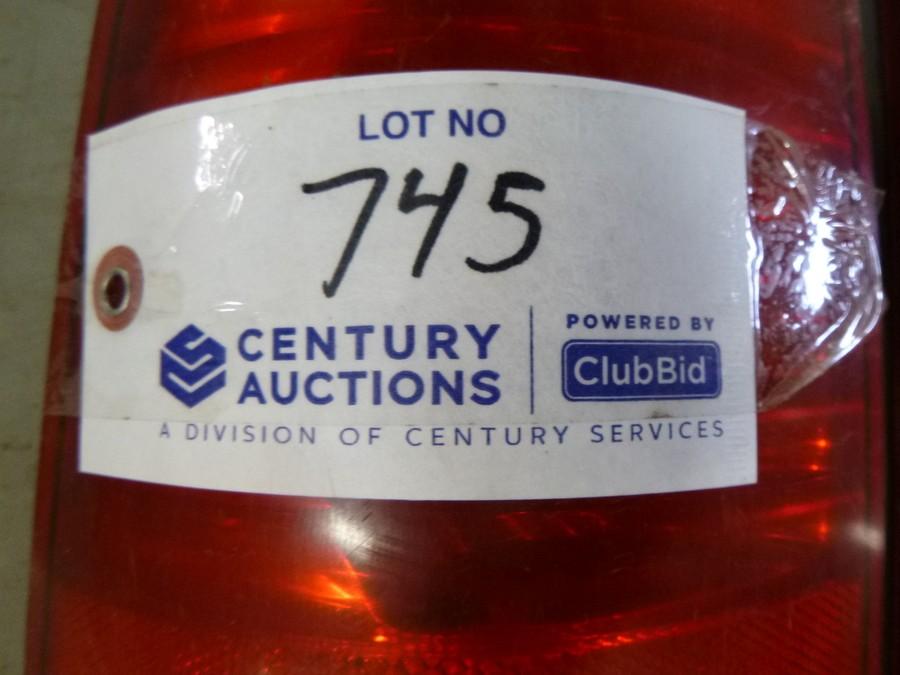 LOT NO
745
CENTURY AUCTIONS
POWERED BY
ClubBid
A DIVISION OF CENTURY SERVICES